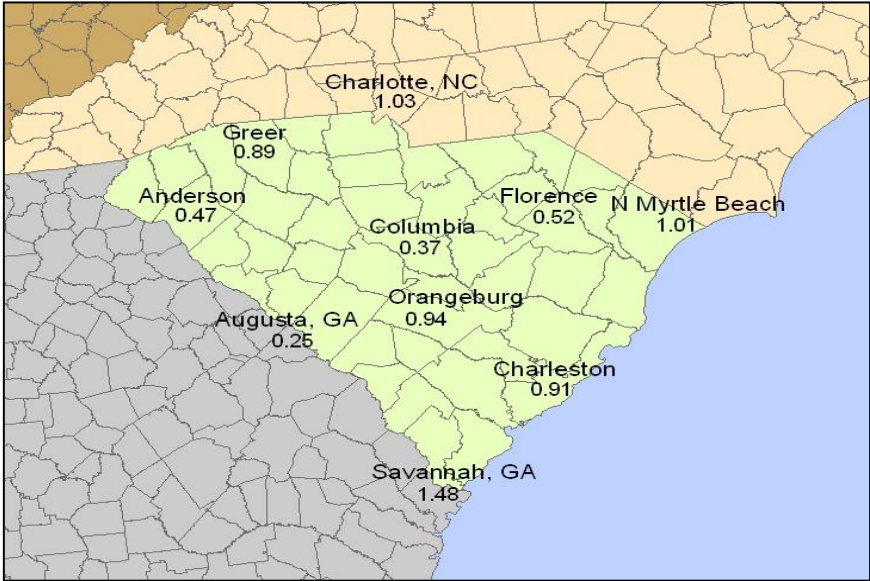 Charlotte, NC
1.03
Greer
0.89
Anderson
0.47
Florence
0.52
N Myrtle Beach
1.01
Columbia
0.37
Orangeburg
0.94
Augusta, GA
0.25
Charleston
0.91
Savannah, GA
1.48